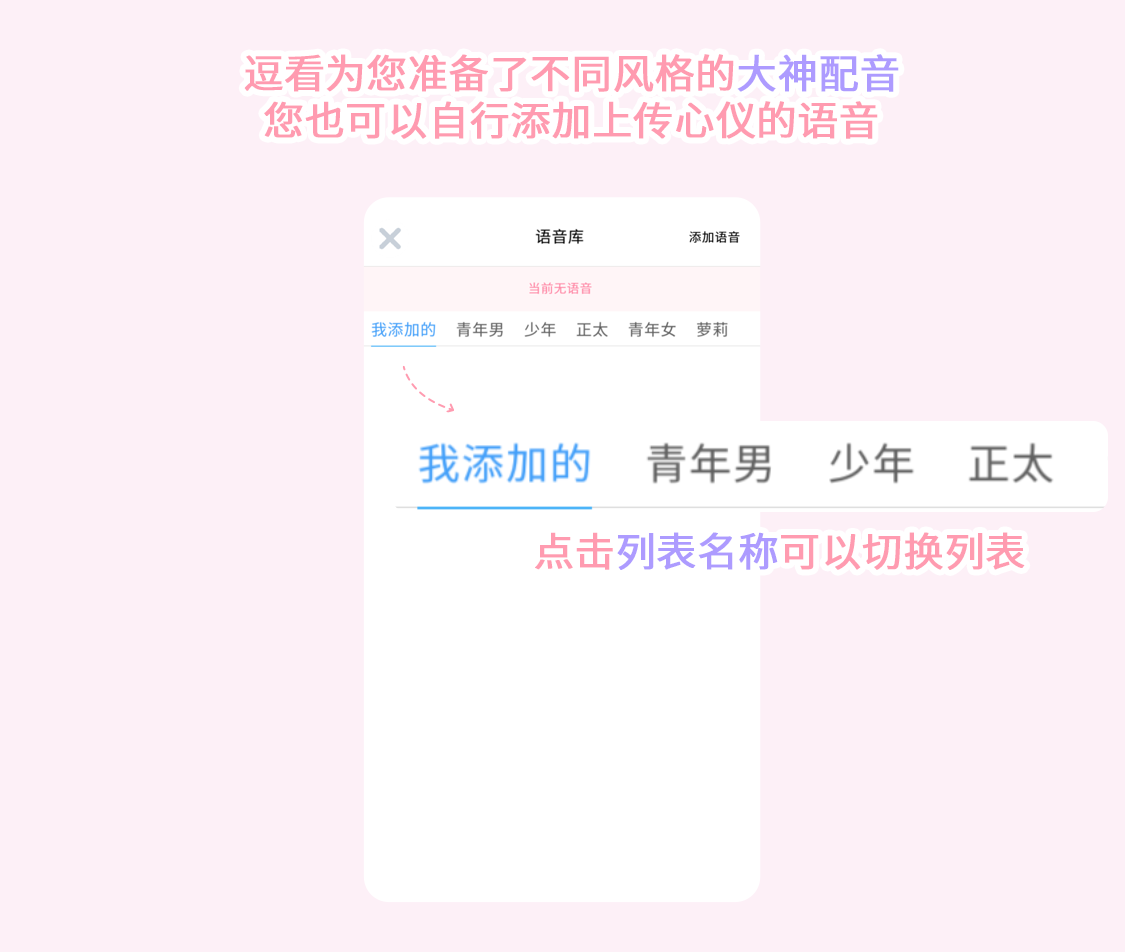 逗看为您准备了不同风格的大神配音
您也可以自行添加上传心仪的语音
语音库 添加语音
当前无语音
我添加的 青年男 少年 正太 青年女 萝莉
我添加的 青年男 少年 正太
点击列表名称可以切换列表